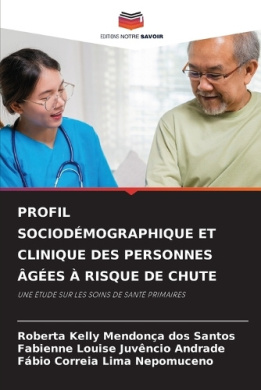 EDITIONS NOTRE SAVOIR
PROFIL
SOCIODÉMOGRAPHIQUE ET
CLINIQUE DES PERSONNES
ÂGÉES À RISQUE DE CHUTE
UNE ÉTUDE SUR LES SOINS DE SANTÉ PRIMAIRES
Roberta Kelly Mendonça dos Santos
Fabienne Louise Juvêncio Andrade
Fábio Correia Lima Nepomuceno